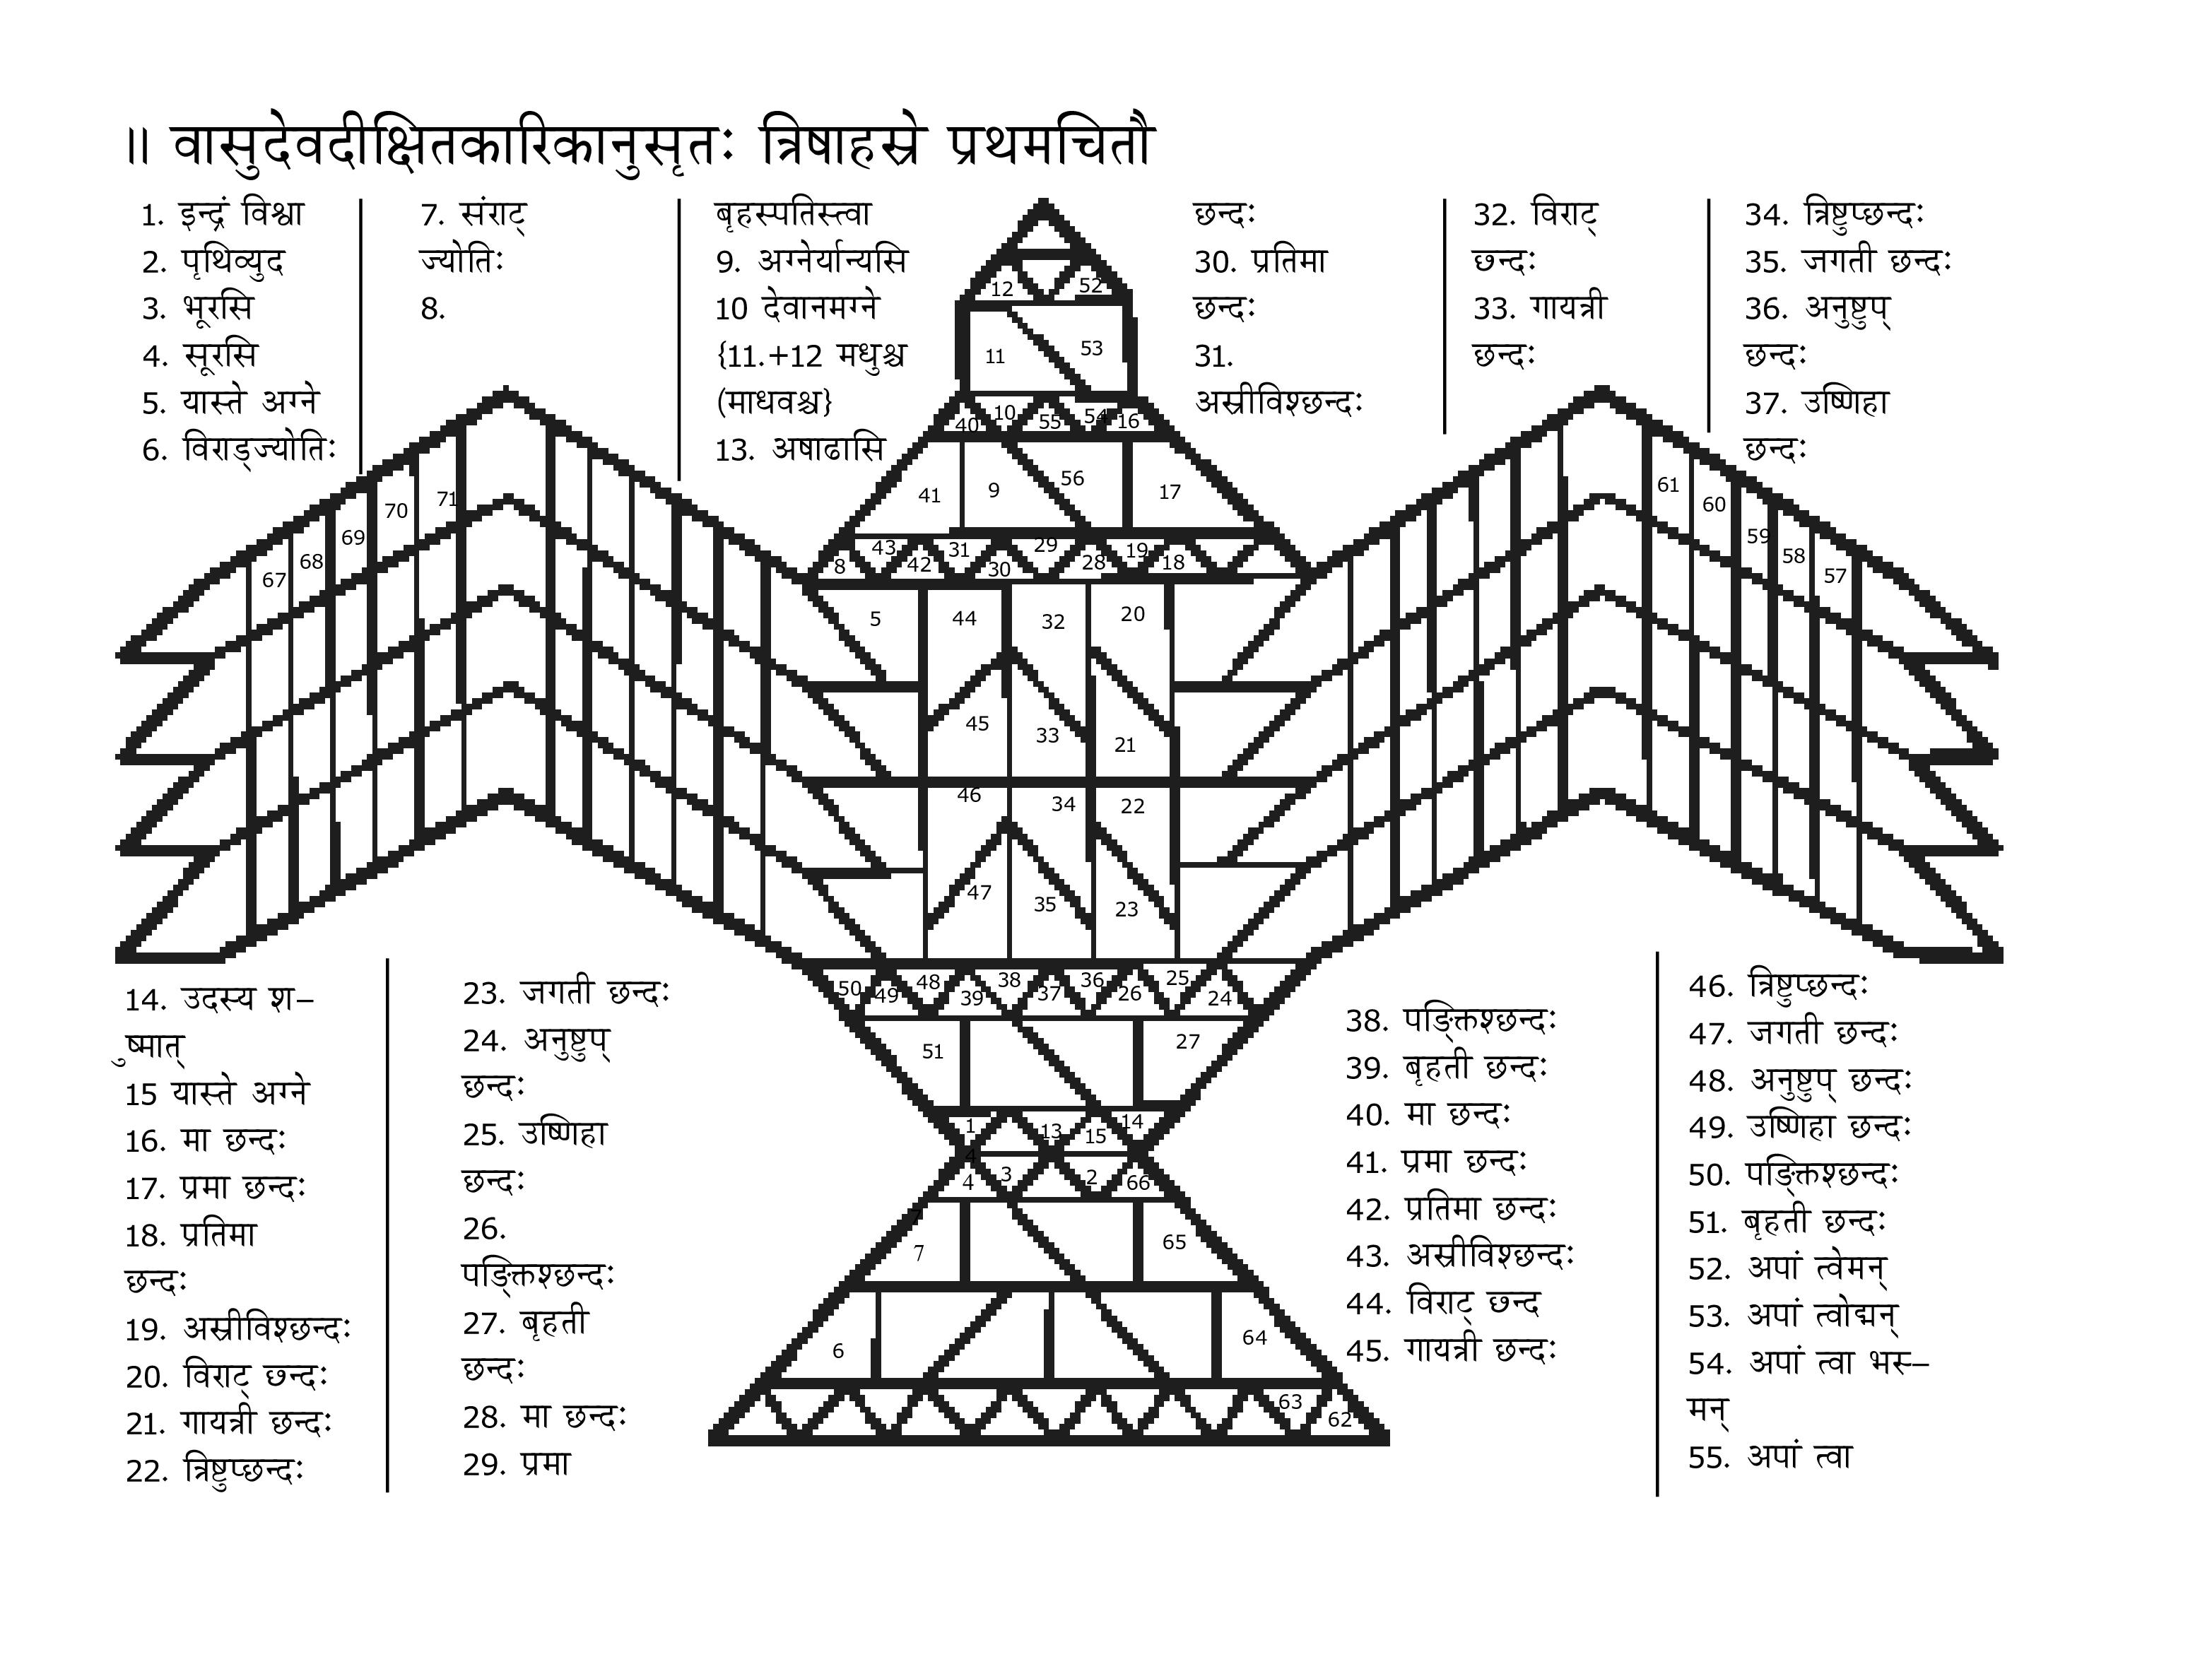 ॥ वासुदेवदीक्षितकारिकानुसृतः त्रिषाहस्रे प्रथमचितौ
1. इन्द्रं विश्वा
2. पृथिव्युद
3. भूरसि
4. सूरसि
5. यास्ते अग्ने
6. विराड्ज्योतिः
7. संराट्
ज्योतिः
8.
बृहस्पतिस्त्वा
9. अग्नेर्यान्यसि
10 देवानमग्ने
{11.+12 मधुश्च
(माधवश्च}
13. अषाढासि
छन्दः
30. प्रतिमा
छन्दः
31.
अस्रीविश्छन्दः
32. विराट्
छ्न्दः
33. गायत्री
छन्दः
34. त्रिष्टुप्छन्दः
35. जगती छन्दः
36. अनुष्टुप्
छन्दः
37. उष्णिहा
छन्दः
12 52
11 53
40 10 55 54 16
41 9 56 17
8 43 42 31 30 29 28 19 18
5 44 32 20
45 33 21
46 34 22
47 35 23
50 49 48 39 38 37 36 26 25 24
51 27
1 13 15 14
4
4 3 2 66
7
7 65
6 64
63 62
67 68 69 70 71
61 60 59 58 57
14. उदस्य श-
ुष्मात्
15 यास्ते अग्ने
16. मा छन्दः
17. प्रमा छन्दः
18. प्रतिमा
छन्दः
19. अस्रीविश्छन्दः
20. विराट् छ्न्दः
21. गायत्री छन्दः
22. त्रिष्टुप्छन्दः
23. जगती छन्दः
24. अनुष्टुप्
छन्दः
25. उष्णिहा
छन्दः
26.
पङ्क्तिश्छन्दः
27. बृहती
छन्दः
28. मा छन्दः
29. प्रमा
38. पङ्क्तिश्छन्दः
39. बृहती छन्दः
40. मा छन्दः
41. प्रमा छन्दः
42. प्रतिमा छन्दः
43. अस्रीविश्छन्दः
44. विराट् छ्न्द
45. गायत्री छन्दः
46. त्रिष्टुप्छन्दः
47. जगती छन्दः
48. अनुष्टुप् छन्दः
49. उष्णिहा छन्दः
50. पङ्क्तिश्छन्दः
51. बृहती छन्दः
52. अपां त्वेमन्
53. अपां त्वोद्मन्
54. अपां त्वा भस्-
मन्
55. अपां त्वा